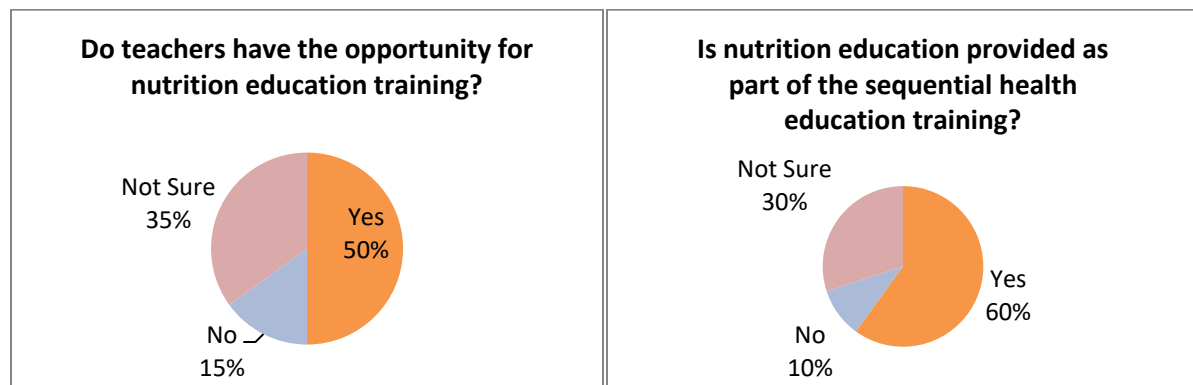 Do teachers have the opportunity for
nutrition education training?
Not Sure
35%
Yes
50%
No
15%
Is nutrition education provided as
part of the sequential health
education training?
Not Sure
30%
Yes
60%
No
10%